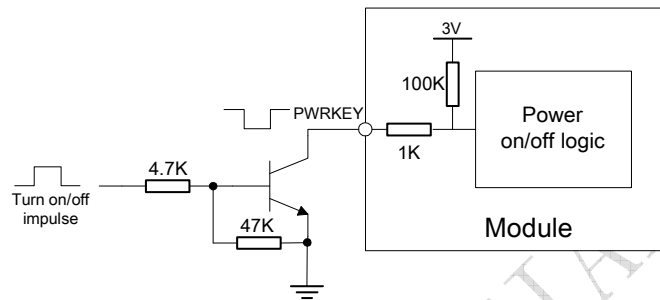 3V
Module
100K
Power
on/off logic
PWRKEY
1K
4.7K
Turn on/off
impulse
47K